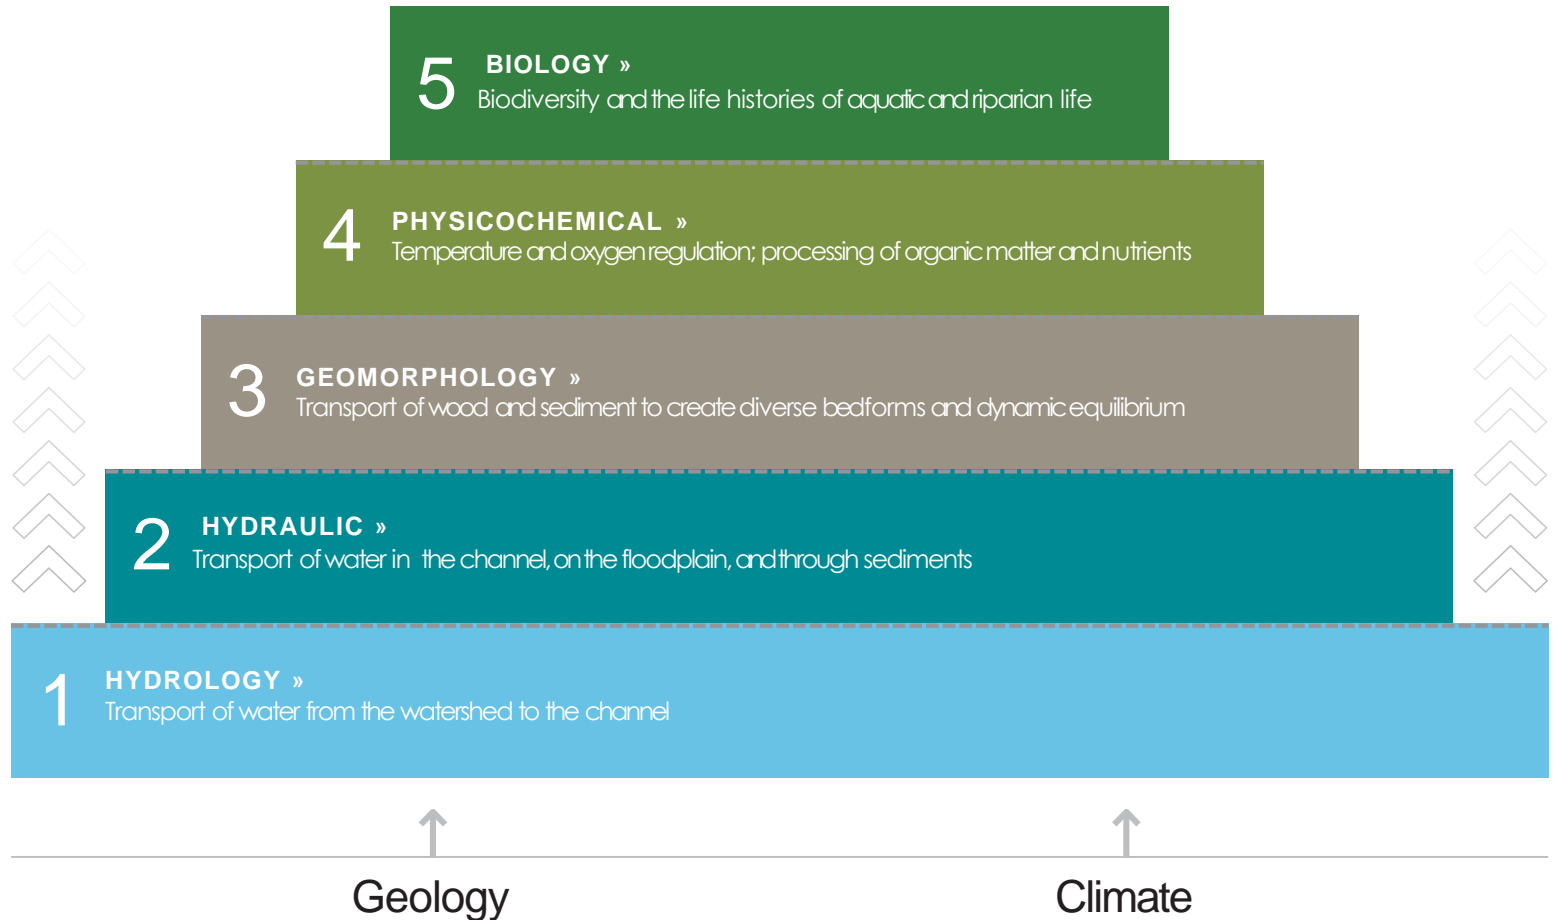 5
BIOLOGY »
Biodiversity and the life histories of aquatic and riparian life
4
PHYSICOCHEMICAL »
Temperature and oxygen regulation; processing of organic matter and nutrients
3
GEOMORPHOLOGY »
Transport of wood and sediment to create diverse bedforms and dynamic equilibrium
2
HYDRAULIC »
Transport of water in the channel, on the floodplain, and through sediments
1
HYDROLOGY »
Transport of water from the watershed to the channel
Geology Climate